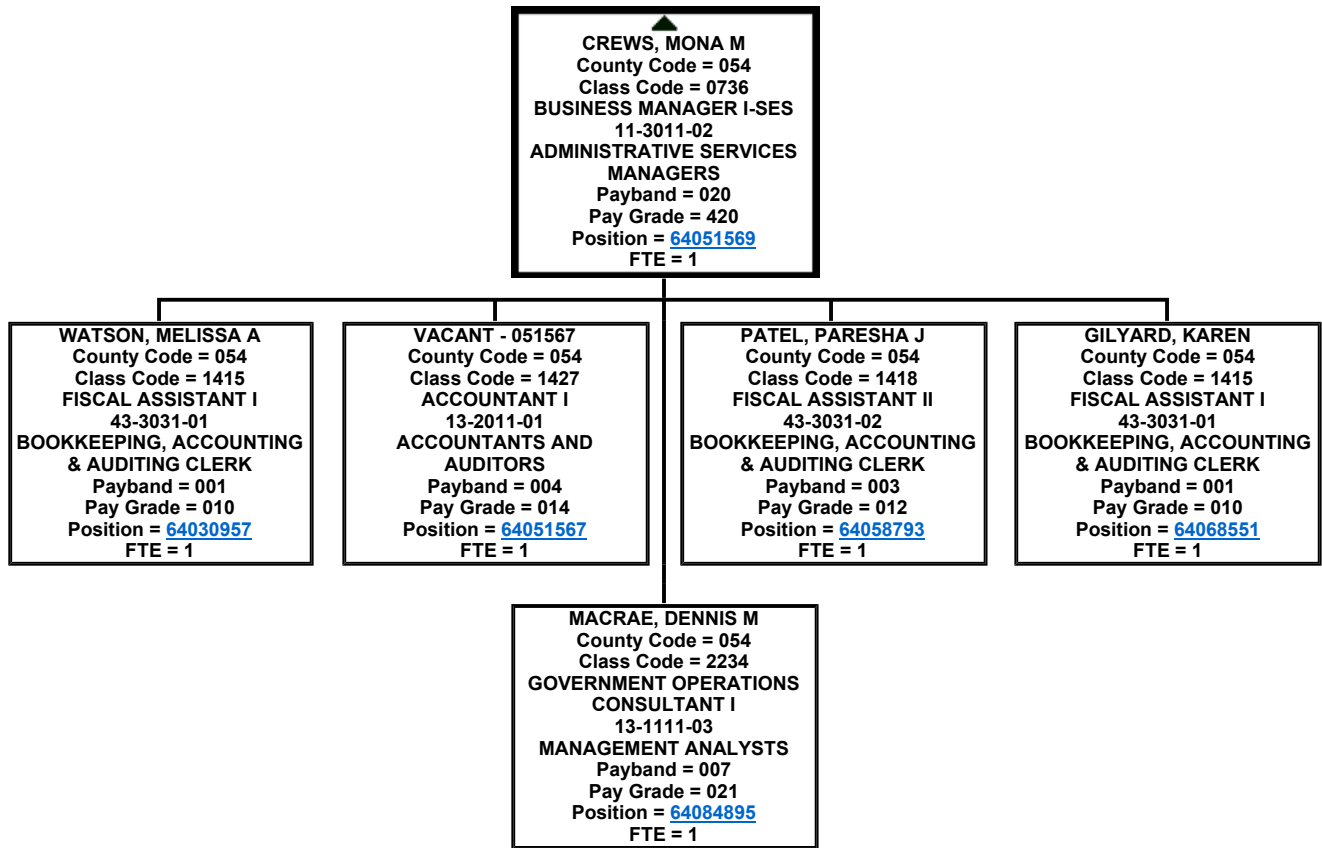 CREWS, MONA M
County Code = 054
Class Code = 0736
BUSINESS MANAGER I-SES
11-3011-02
ADMINISTRATIVE SERVICES
MANAGERS
Payband = 020
Pay Grade = 420
Position = 64051569
FTE = 1
WATSON, MELISSA A
County Code = 054
Class Code = 1415
FISCAL ASSISTANT I
43-3031-01
BOOKKEEPING, ACCOUNTING
& AUDITING CLERK
Payband = 001
Pay Grade = 010
Position = 64030957
FTE = 1
VACANT - 051567
County Code = 054
Class Code = 1427
ACCOUNTANT I
13-2011-01
ACCOUNTANTS AND
AUDITORS
Payband = 004
Pay Grade = 014
Position = 64051567
FTE = 1
PATEL, PARESHA J
County Code = 054
Class Code = 1418
FISCAL ASSISTANT II
43-3031-02
BOOKKEEPING, ACCOUNTING
& AUDITING CLERK
Payband = 003
Pay Grade = 012
Position = 64058793
FTE = 1
GILYARD, KAREN
County Code = 054
Class Code = 1415
FISCAL ASSISTANT I
43-3031-01
BOOKKEEPING, ACCOUNTING
& AUDITING CLERK
Payband = 001
Pay Grade = 010
Position = 64068551
FTE = 1
MACRAE, DENNIS M
County Code = 054
Class Code = 2234
GOVERNMENT OPERATIONS
CONSULTANT I
13-1111-03
MANAGEMENT ANALYSTS
Payband = 007
Pay Grade = 021
Position = 64084895
FTE = 1